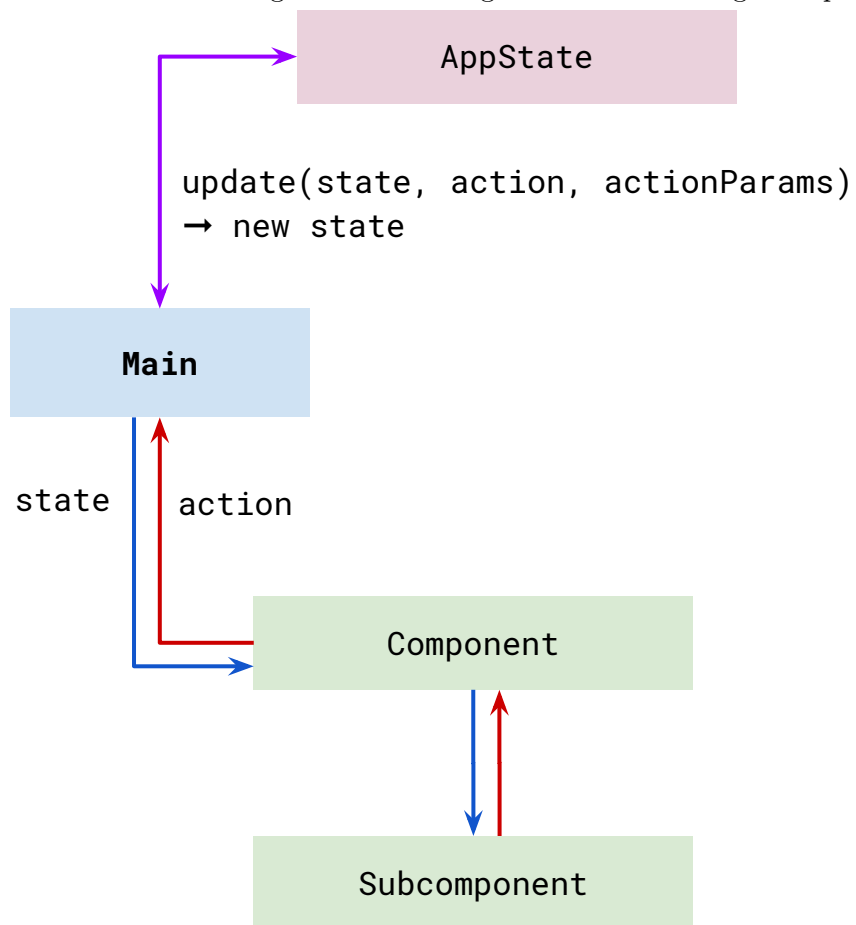 AppState
update(state, action, actionParams)
➞ new state
Main
state
action
Component
Subcomponent